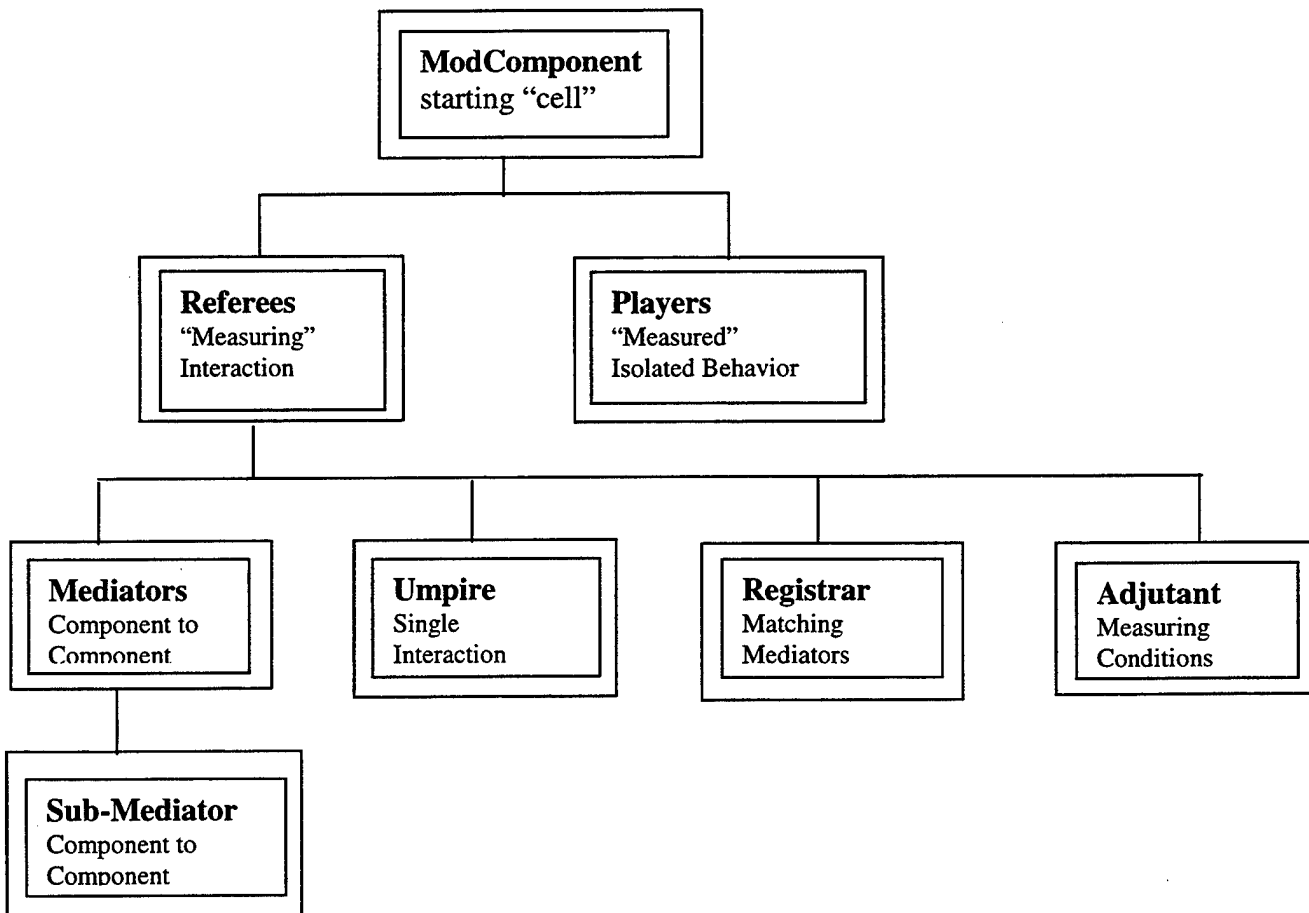 ModComponent
starting “cell”
Referees
“Measuring”
Interaction
Players
“Measured”
Isolated Behavior
Mediators
Component to
Component
Umpire
Single
Interaction
Registrar
Matching
Mediators
Adjutant
Measuring
Conditions
Sub-Mediator
Component to
Component